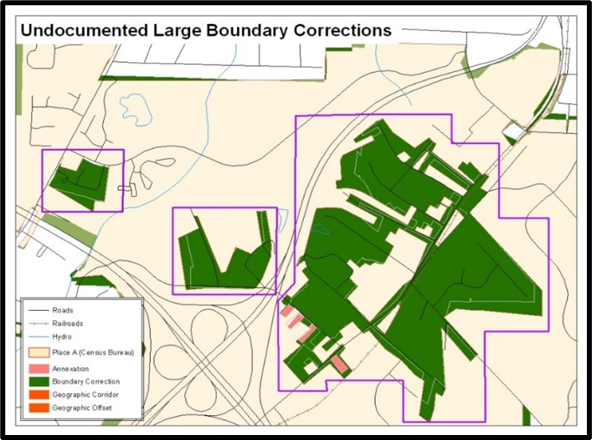 Undocumented Large Boundary Corrections
Roads
Railroads
Hydro
Place A (Census Bureau)
Annexation
Boundary Correction
Geographic Corridor
Geographic Offset